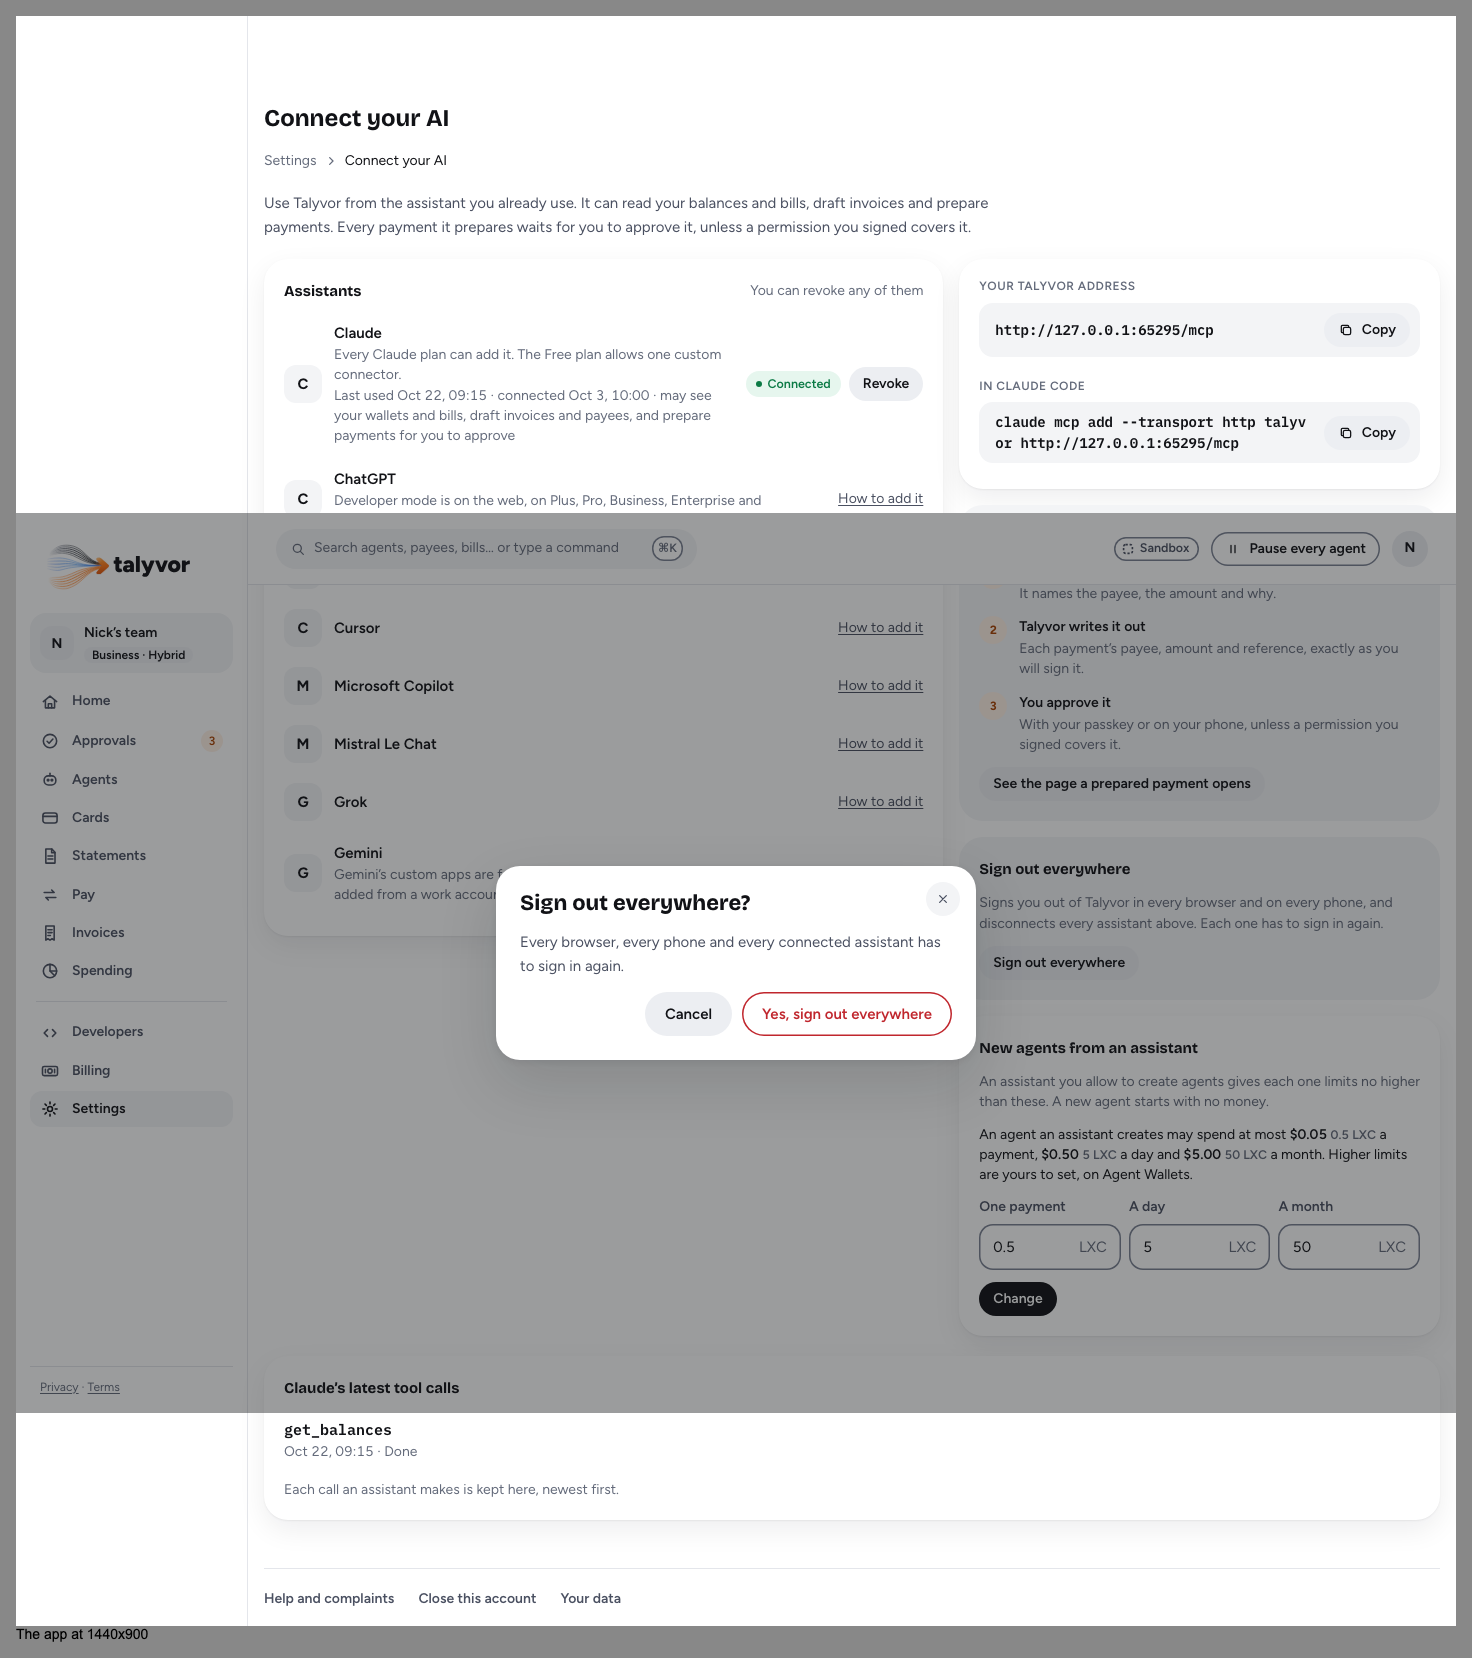 Connect your AI
Settings > Connect your AI
Use Talyvor from the assistant you already use. It can read your balances and bills, draft invoices and prepare
payments. Every payment it prepares waits for you to approve it, unless a permission you signed covers it.
Assistants
You can revoke any of them
C
Claude
Every Claude plan can add it. The Free plan allows one custom
connector.
Last used Oct 22, 09:15 · connected Oct 3, 10:00 · may see
your wallets and bills, draft invoices and payees, and prepare
payments for you to approve
Connected
Revoke
C
ChatGPT
Developer mode is on the web, on Plus, Pro, Business, Enterprise and
How to add it
YOUR TALYVOR ADDRESS
http://127.0.0.1:65295/mcp
Copy
IN CLAUDE CODE
claude mcp add --transport http talyv
or http://127.0.0.1:65295/mcp
Copy
talyvor
Search agents, payees, bills... or type a command
⌘K
Sandbox
Pause every agent
N
N
Nick's team
Business · Hybrid
Home
Approvals
3
Agents
Cards
Statements
Pay
Invoices
Spending
Developers
Billing
Settings
Privacy · Terms
C
Cursor
How to add it
M
Microsoft Copilot
How to add it
M
Mistral Le Chat
How to add it
G
Grok
How to add it
G
Gemini
Gemini's custom apps are
added from a work
It names the payee, the amount and why.
2
Talyvor writes it out
Each payment's payee, amount and reference, exactly as you
will sign it.
3
You approve it
With your passkey or on your phone, unless a permission you
signed covers it.
See the page a prepared payment opens
Sign out everywhere
Signs you out of Talyvor in every browser and on every phone, and
disconnects every assistant above. Each one has to sign in again.
Sign out everywhere
Sign out everywhere?
Every browser, every phone and every connected assistant has
to sign in again.
Cancel
Yes, sign out everywhere
New agents from an assistant
An assistant you allow to create agents gives each one limits no higher
than these. A new agent starts with no money.
An agent an assistant creates may spend at most $0.05 0.5 LXC a
payment, $0.50 5 LXC a day and $5.00 50 LXC a month. Higher limits
are yours to set, on Agent Wallets.
One payment
A day
A month
0.5 LXC
5 LXC
50 LXC
Change
Claude's latest tool calls
get_balances
Oct 22, 09:15 · Done
Each call an assistant makes is kept here, newest first.
Help and complaints
Close this account
Your data
The app at 1440x900